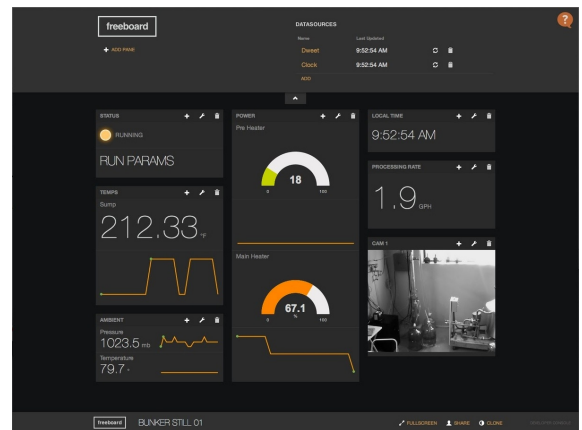 freeboard
DATASOURCES
?
+ ADD PANE
Name
Last Updated
Dweet
9:52:54 AM
Clock
9:52:54 AM
ADD
STATUS
RUNNING
RUN PARAMS
TEMPS
Sump
212.33 °F
AMBIENT
Pressure
1023.5 mb
Temperature
79.7 °
POWER
Pre Heater
18
0
100
Main Heater
67.1
%
0
100
LOCAL TIME
9:52:54 AM
PROCESSING RATE
1.9 GPH
CAM 1
freeboard
BUNKER STILL 01
FULLSCREEN
SHARE
CLONE